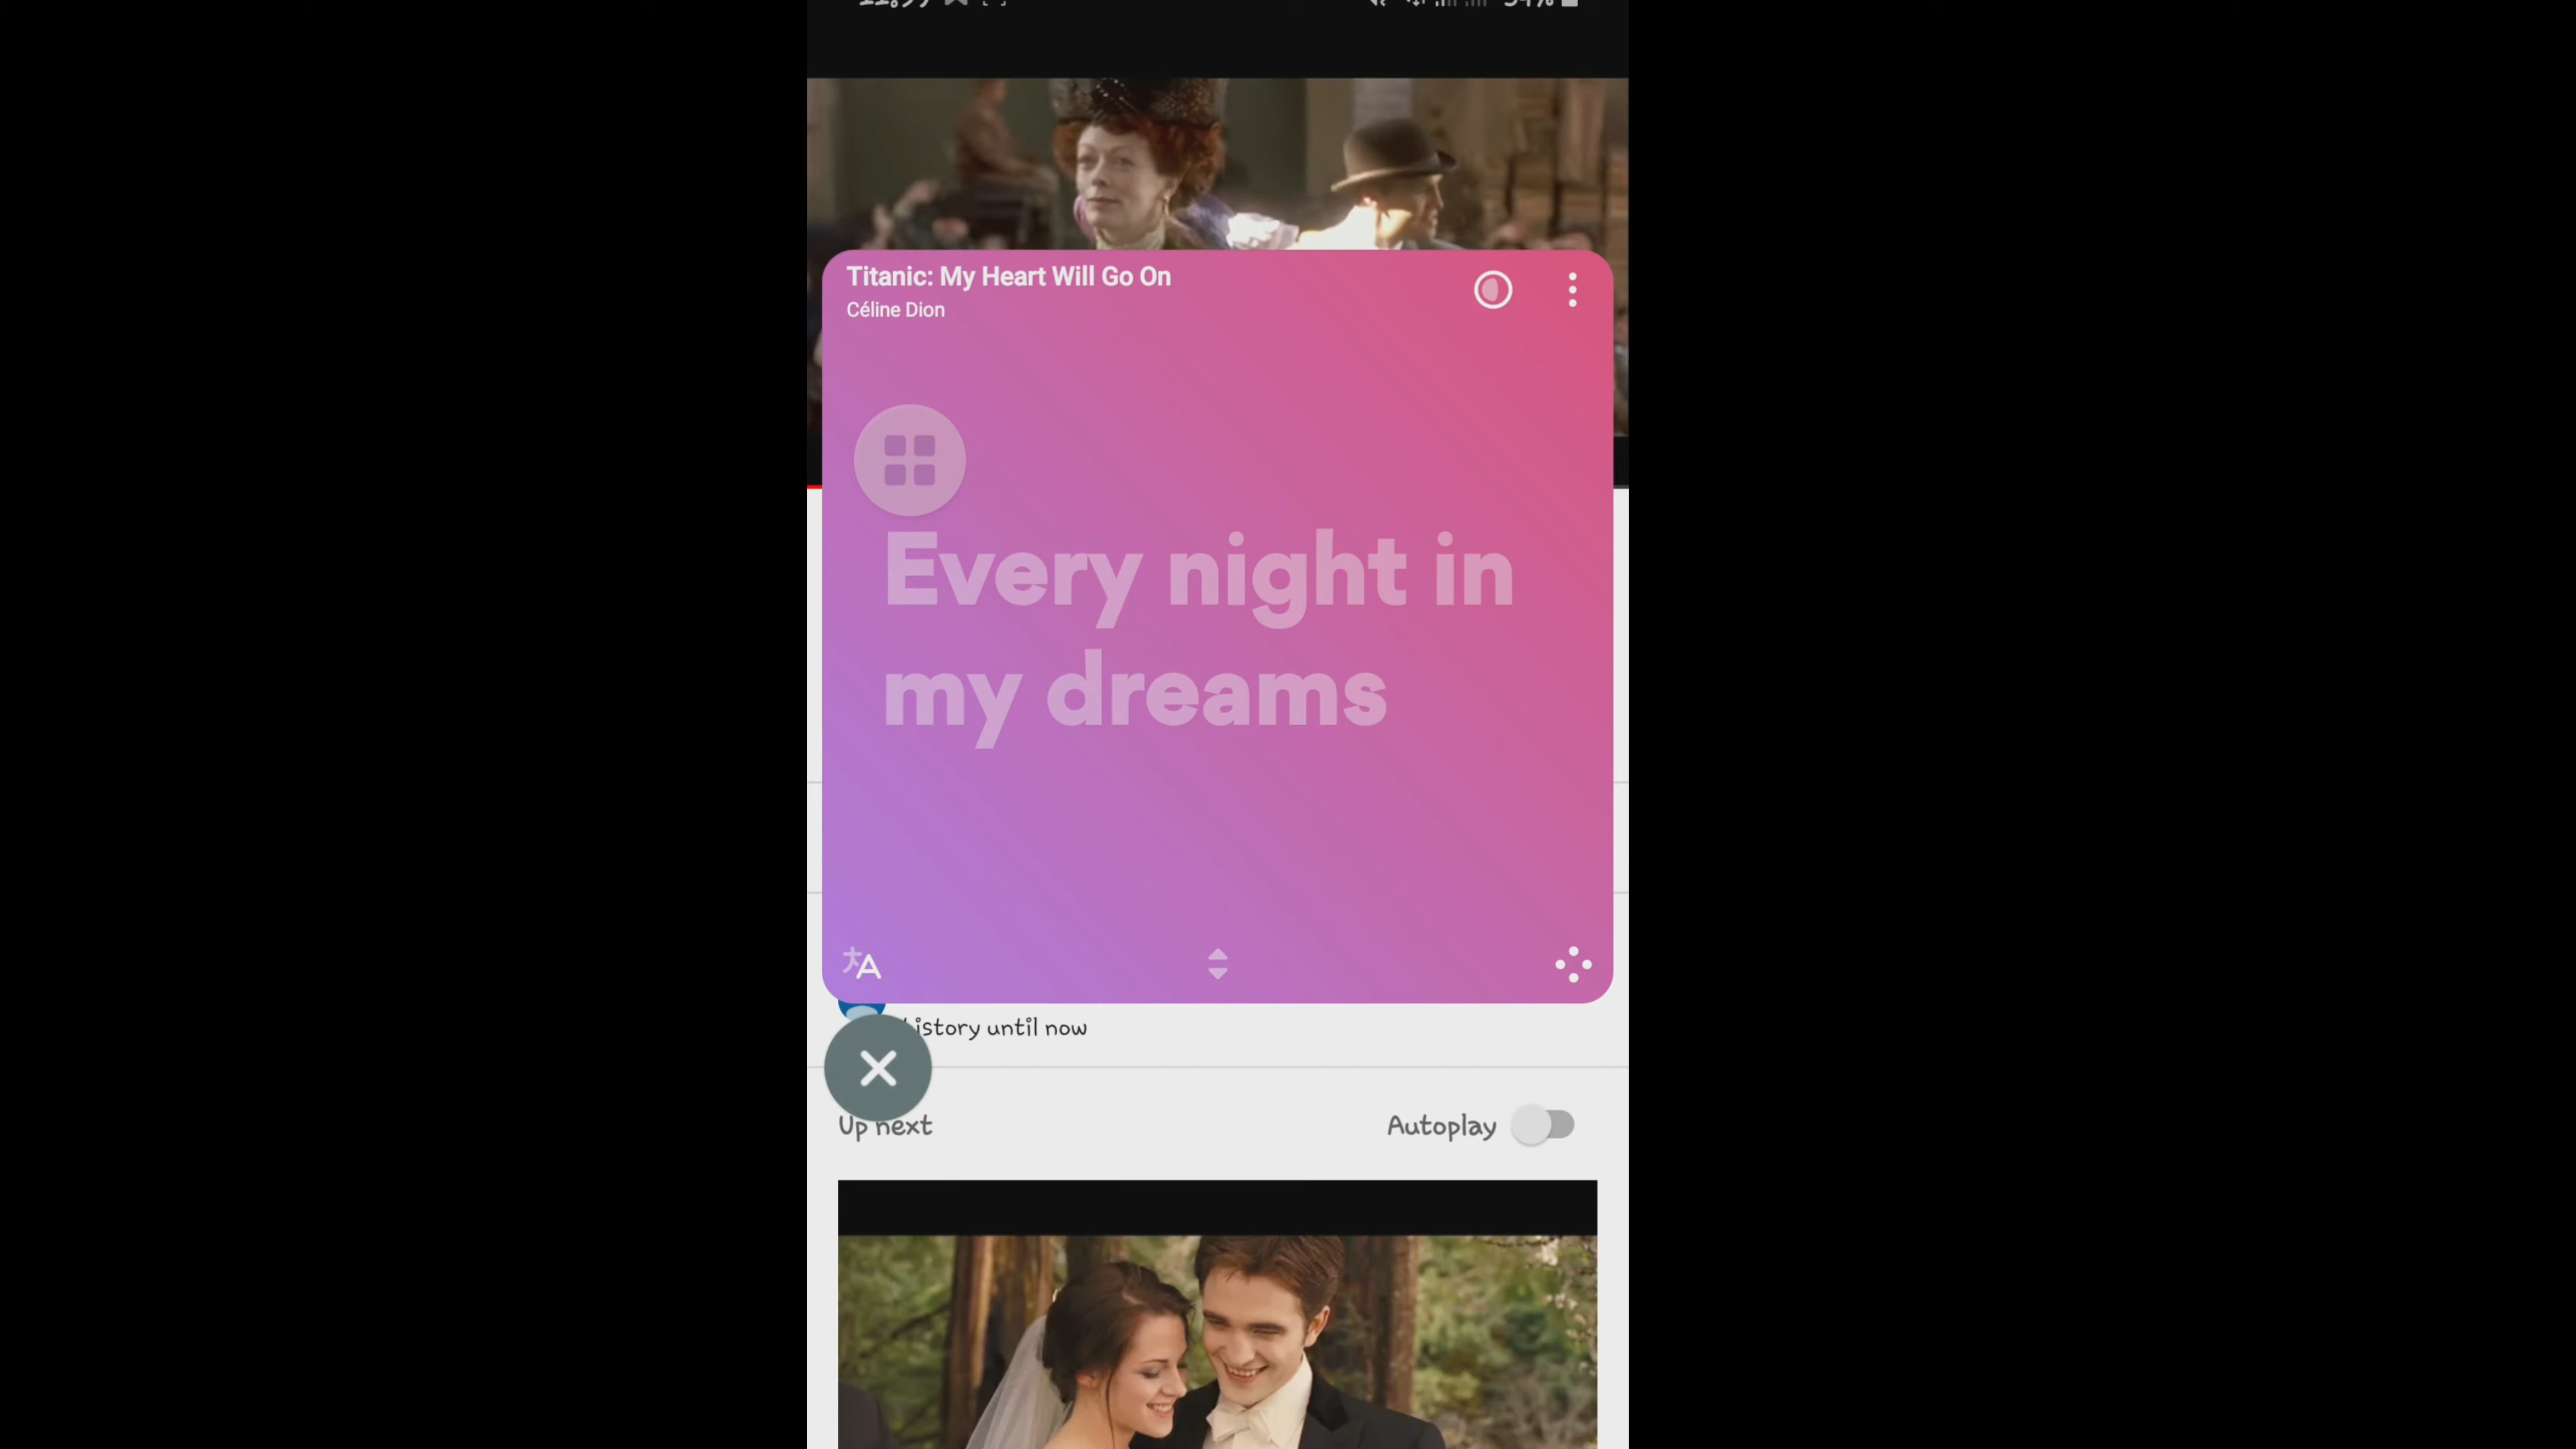 Titanic: My Heart Will Go On
Céline Dion
Every night in
my dreams
istory until now
Up next
Autoplay